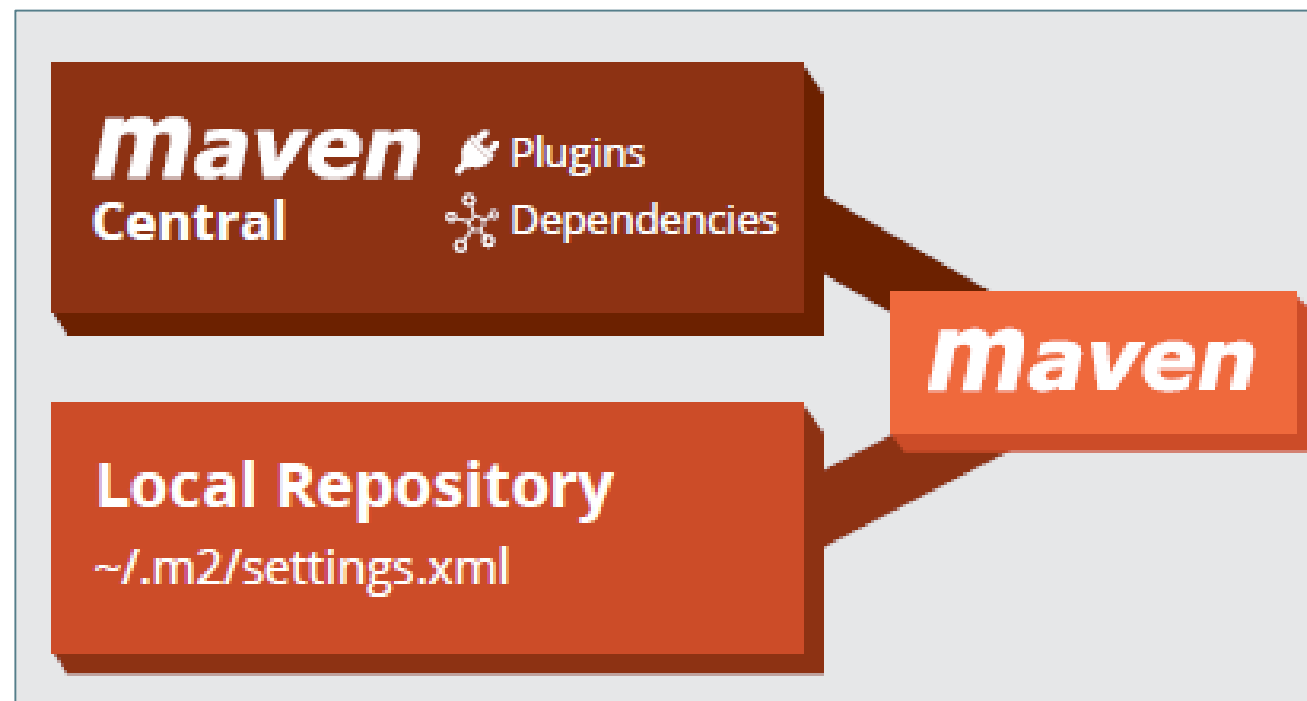 maven
Central
Plugins
Dependencies
maven
Local Repository
~/.m2/settings.xml